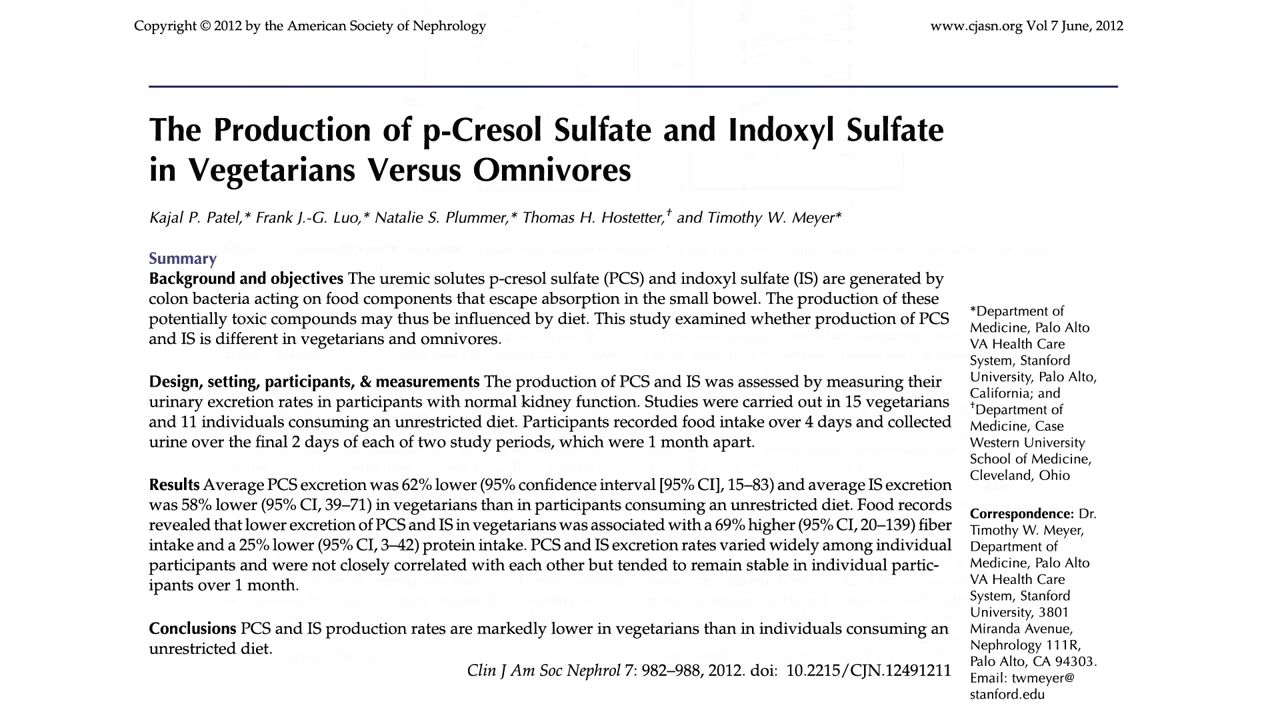 Copyright © 2012 by the American Society of Nephrology
www.cjasn.org Vol 7 June, 2012
The Production of p-Cresol Sulfate and Indoxyl Sulfate
in Vegetarians Versus Omnivores
Kajal P. Patel,* Frank J.-G. Luo,* Natalie S. Plummer,* Thomas H. Hostetter,† and Timothy W. Meyer*
Summary
Background and objectives The uremic solutes p-cresol sulfate (PCS) and indoxyl sulfate (IS) are generated by
colon bacteria acting on food components that escape absorption in the small bowel. The production of these
potentially toxic compounds may thus be influenced by diet. This study examined whether production of PCS
and IS is different in vegetarians and omnivores.
Design, setting, participants, & measurements The production of PCS and IS was assessed by measuring their
urinary excretion rates in participants with normal kidney function. Studies were carried out in 15 vegetarians
and 11 individuals consuming an unrestricted diet. Participants recorded food intake over 4 days and collected
urine over the final 2 days of each of two study periods, which were 1 month apart.
Results Average PCS excretion was 62% lower (95% confidence interval [95% CI], 15–83) and average IS excretion
was 58% lower (95% CI, 39–71) in vegetarians than in participants consuming an unrestricted diet. Food records
revealed that lower excretion of PCS and IS in vegetarians was associated with a 69% higher (95% CI, 20–139) fiber
intake and a 25% lower (95% CI, 3–42) protein intake. PCS and IS excretion rates varied widely among individual
participants and were not closely correlated with each other but tended to remain stable in individual partic-
ipants over 1 month.
Conclusions PCS and IS production rates are markedly lower in vegetarians than in individuals consuming an
unrestricted diet.
Clin J Am Soc Nephrol 7: 982–988, 2012. doi: 10.2215/CJN.12491211
*Department of
Medicine, Palo Alto
VA Health Care
System, Stanford
University, Palo Alto,
California; and
†Department of
Medicine, Case
Western University
School of Medicine,
Cleveland, Ohio
Correspondence: Dr.
Timothy W. Meyer,
Department of
Medicine, Palo Alto
VA Health Care
System, Stanford
University, 3801
Miranda Avenue,
Nephrology 111R,
Palo Alto, CA 94303.
Email: twmeyer@
stanford.edu